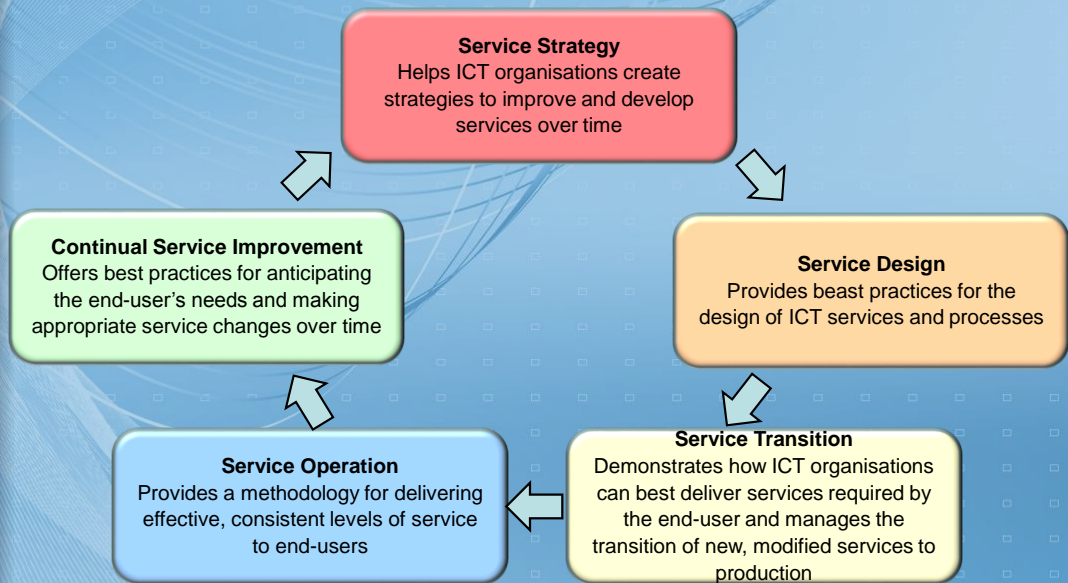 Service Strategy
Helps ICT organisations create
strategies to improve and develop
services over time
Continual Service Improvement
Offers best practices for anticipating
the end-user's needs and making
appropriate service changes over time
Service Design
Provides beast practices for the
design of ICT services and processes
Service Operation
Provides a methodology for delivering
effective, consistent levels of service
to end-users
Service Transition
Demonstrates how ICT organisations
can best deliver services required by
the end-user and manages the
transition of new, modified services to
production